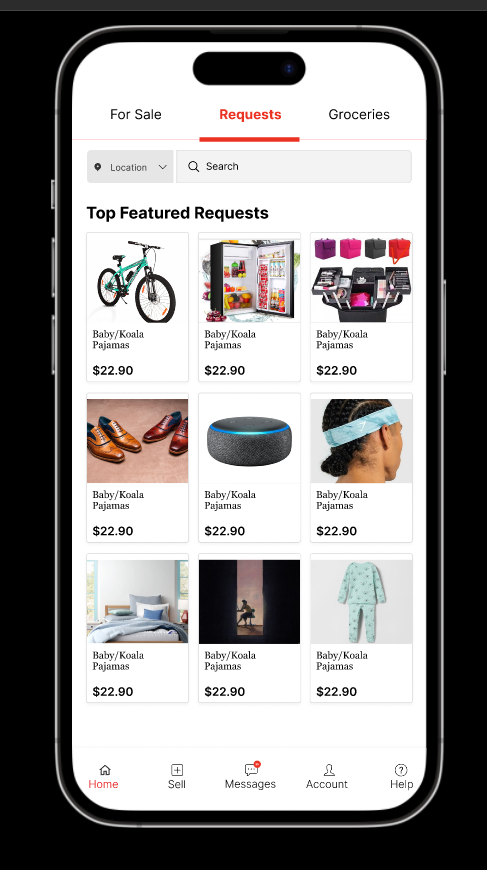 For Sale Requests Groceries
Location Search
Top Featured Requests
Baby/Koala Baby/Koala Baby/Koala
Pajamas Pajamas Pajamas
$22.90 $22.90 $22.90
Baby/Koala Baby/Koala Baby/Koala
Pajamas Pajamas Pajamas
$22.90 $22.90 $22.90
Baby/Koala Baby/Koala Baby/Koala
Pajamas Pajamas Pajamas
$22.90 $22.90 $22.90
Home Sell Messages Account Help